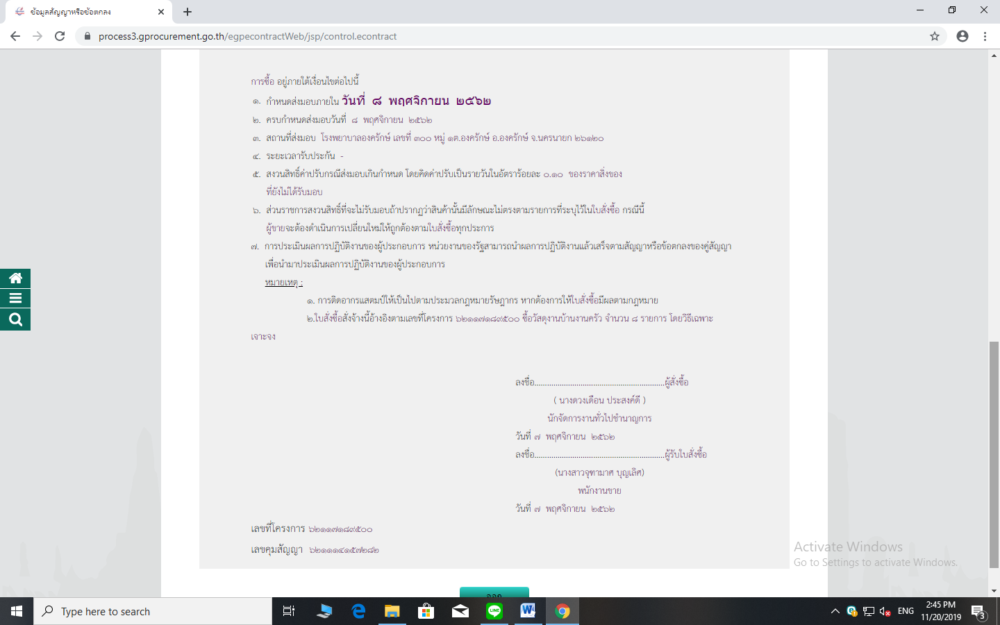 ข้อมูลสัญญาหรือข้อตกลง
process3.gprocurement.go.th/egpecontractWeb/jsp/control.econtract
การซื้อ อยู่ภายใต้เงื่อนไขต่อไปนี้
๑. กำหนดส่งมอบภายใน วันที่ ๘ พฤศจิกายน ๒๕๖๒
๒. ครบกำหนดส่งมอบวันที่ ๘ พฤศจิกายน ๒๕๖๒
๓. สถานที่ส่งมอบ โรงพยาบาลองครักษ์ เลขที่ ๓๐๐ หมู่ ๑ต.องครักษ์ อ.องครักษ์ จ.นครนายก ๒๖๑๒๐
๔. ระยะเวลารับประกัน -
๕. สงวนสิทธิ์ค่าปรับกรณีส่งมอบเกินกำหนด โดยคิดค่าปรับเป็นรายวันในอัตราร้อยละ ๐.๑๐ ของราคาสิ่งของ
ที่ยังไม่ได้รับมอบ
๖. ส่วนราชการสงวนสิทธิ์ที่จะไม่รับมอบถ้าปรากฏว่าสินค้านั้นมีลักษณะไม่ตรงตามรายการที่ระบุไว้ในใบสั่งซื้อ กรณีนี้
ผู้ขายจะต้องดำเนินการเปลี่ยนใหม่ให้ถูกต้องตามใบสั่งซื้อทุกประการ
๗. การประเมินผลการปฏิบัติงานของผู้ประกอบการ หน่วยงานของรัฐสามารถนำผลการปฏิบัติงานแล้วเสร็จตามสัญญาหรือข้อตกลงของคู่สัญญา
เพื่อนำมาประเมินผลการปฏิบัติงานของผู้ประกอบการ
หมายเหตุ :
๑. การติดอากรแสตมป์ให้เป็นไปตามประมวลกฎหมายรัษฎากร หากต้องการให้ใบสั่งซื้อมีผลตามกฎหมาย
๒.ใบสั่งซื้อสั่งจ้างนี้อ้างอิงตามเลขที่โครงการ ๖๒๑๑๗๑๘๙๕๐๐ ซื้อวัสดุงานบ้านงานครัว จำนวน ๘ รายการ โดยวิธีเฉพาะ
เจาะจง
ลงชื่อ..............................................................ผู้สั่งซื้อ
( นางดวงเดือน ประสงค์ดี )
นักจัดการงานทั่วไปชำนาญการ
วันที่ ๗ พฤศจิกายน ๒๕๖๒
ลงชื่อ..............................................................ผู้รับใบสั่งซื้อ
(นางสาวจุฑามาศ บุญเลิศ)
พนักงานขาย
วันที่ ๗ พฤศจิกายน ๒๕๖๒
เลขที่โครงการ ๖๒๑๑๗๑๘๙๕๐๐
เลขคุมสัญญา ๖๒๑๑๑๔๑๕๗๒๘๒
Activate Windows
Go to Settings to activate Windows.
ออก
Type here to search
LINE
ENG
2:45 PM
11/20/2019
3